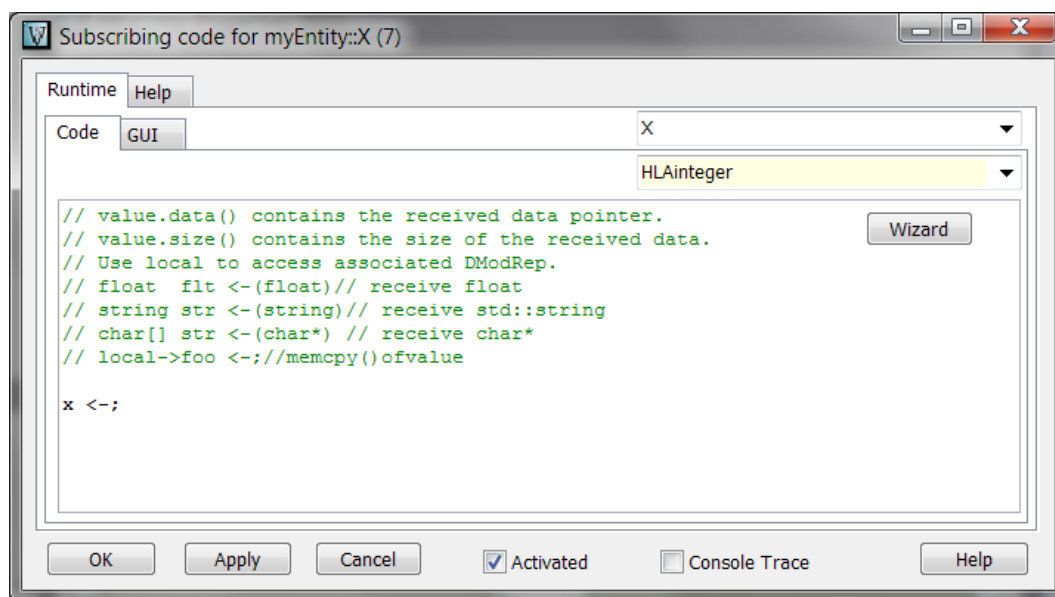 Subscribing code for myEntity::X (7)
Runtime Help
Code GUI
X
HLAinteger
// value.data() contains the received data pointer.
Wizard
// value.size() contains the size of the received data.
// Use local to access associated DModRep.
// float  flt <-(float)// receive float
// string str <-(string)// receive std::string
// char[] str <-(char*) // receive char*
// local->foo <-;//memcpy()ofvalue
x <-;
OK Apply Cancel Activated Console Trace Help